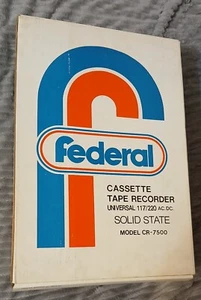 federal
CASSETTE
TAPE RECORDER
UNIVERSAL 117/220 AC.DC.
SOLID STATE
MODEL CR-7500